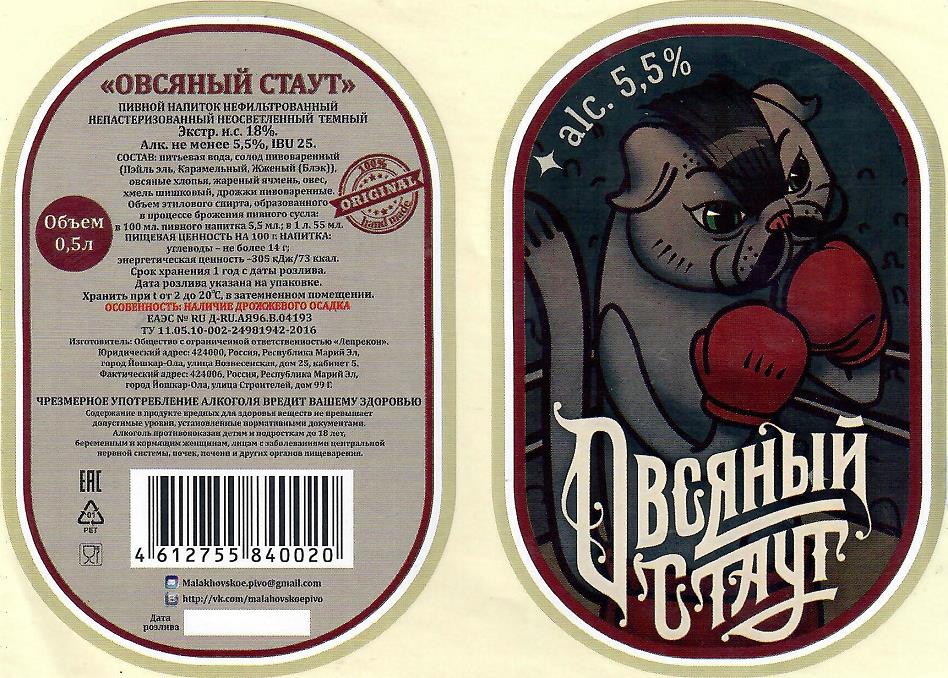 «ОВСЯНЫЙ СТАУТ»
ПИВНОЙ НАПИТОК НЕФИЛЬТРОВАННЫЙ
НЕПАСТЕРИЗОВАННЫЙ НЕОСВЕТЛЕННЫЙ ТЕМНЫЙ
Экстр. н.с. 18%.
Алк. не менее 5,5%, IBU 25.
СОСТАВ: питьевая вода, солод пивоваренный
(Пэйль эль, Карамельный, Жженый (Блэк)),
овсяные хлопья, жареный ячмень, овес,
хмель шишковый, дрожжи пивоваренные.
Объем этилового спирта, образованного
в процессе брожения пивного сусла:
в 100 мл. пивного напитка 5,5 мл.; в 1 л. 55 мл.
ПИЩЕВАЯ ЦЕННОСТЬ НА 100 г. НАПИТКА:
углеводы – не более 14 г;
энергетическая ценность -305 кДж/73 ккал.
Срок хранения 1 год с даты розлива.
Дата розлива указана на упаковке.
Хранить при t от 2 до 20°С, в затемненном помещении.
ОСОБЕННОСТЬ: НАЛИЧИЕ ДРОЖЖЕВОГО ОСАДКА
ЕАЭС № RU Д-RU.АЯ96.В.04193
ТУ 11.05.10-002-24981942-2016
Изготовитель: Общество с ограниченной ответственностью «Лепрекон».
Юридический адрес: 424000, Россия, Республика Марий Эл,
город Йошкар-Ола, улица Вознесенская, дом 25, кабинет 5.
Фактический адрес: 424006, Россия, Республика Марий Эл,
город Йошкар-Ола, улица Строителей, дом 99 Г.
ЧРЕЗМЕРНОЕ УПОТРЕБЛЕНИЕ АЛКОГОЛЯ ВРЕДИТ ВАШЕМУ ЗДОРОВЬЮ
Содержание в продукте вредных для здоровья веществ не превышает
допустимые уровни, установленные нормативными документами.
Алкоголь противопоказан детям и подросткам до 18 лет,
беременным и кормящим женщинам, лицам с заболеваниями центральной
нервной системы, почек, печени и других органов пищеварения.
Объем
0,5л
100%
ORIGINAL
hand made
ЕАС
01
PET
4 612755 840020
Malakhovskoe.pivo@gmail.com
http://vk.com/malahovskoepivo
Дата
розлива
alc. 5,5%
Овсяный
стаут